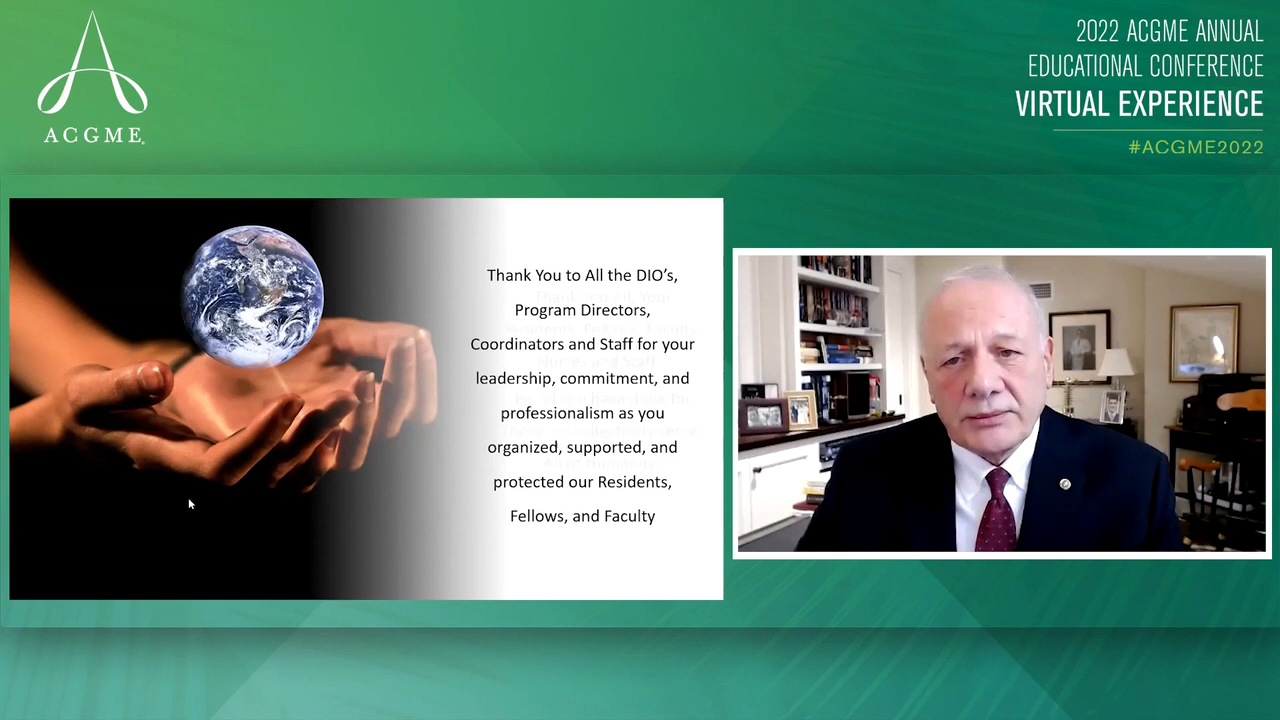 ACGME
2022 ACGME ANNUAL
EDUCATIONAL CONFERENCE
VIRTUAL EXPERIENCE
#ACGME2022
Thank You to All the DIO’s,
Program Directors,
Coordinators and Staff for your
leadership, commitment, and
professionalism as you
organized, supported, and
protected our Residents,
Fellows, and Faculty